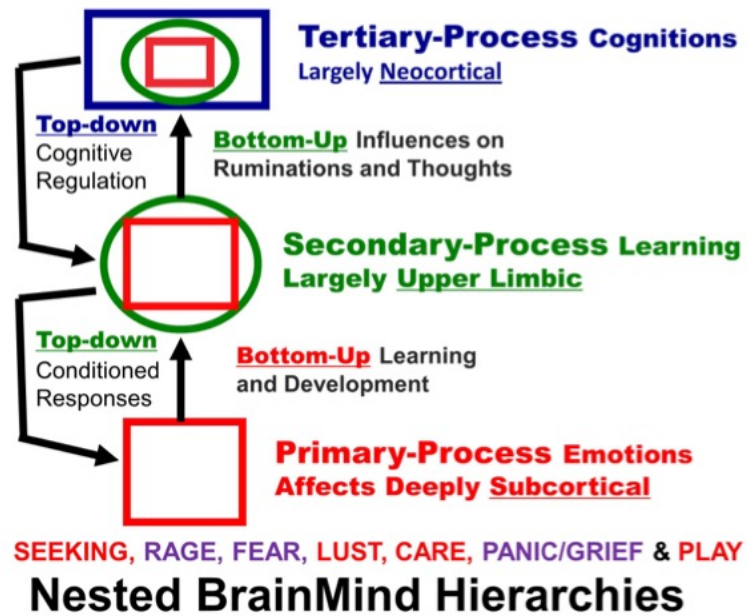 Tertiary-Process Cognitions
Largely Neocortical
Top-down
Cognitive
Regulation
Bottom-Up Influences on
Ruminations and Thoughts
Secondary-Process Learning
Largely Upper Limbic
Top-down
Conditioned
Responses
Bottom-Up Learning
and Development
Primary-Process Emotions
Affects Deeply Subcortical
SEEKING, RAGE, FEAR, LUST, CARE, PANIC/GRIEF & PLAY
Nested BrainMind Hierarchies